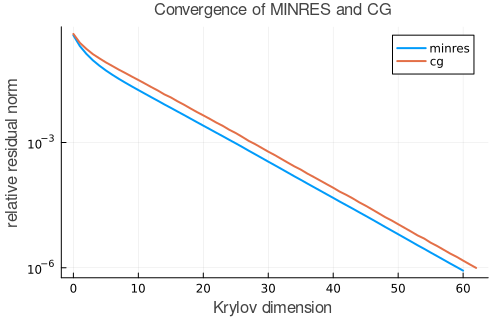 Convergence of MINRES and CG
minres
cg
relative residual norm
10⁻³
10⁻⁶
0 10 20 30 40 50 60
Krylov dimension